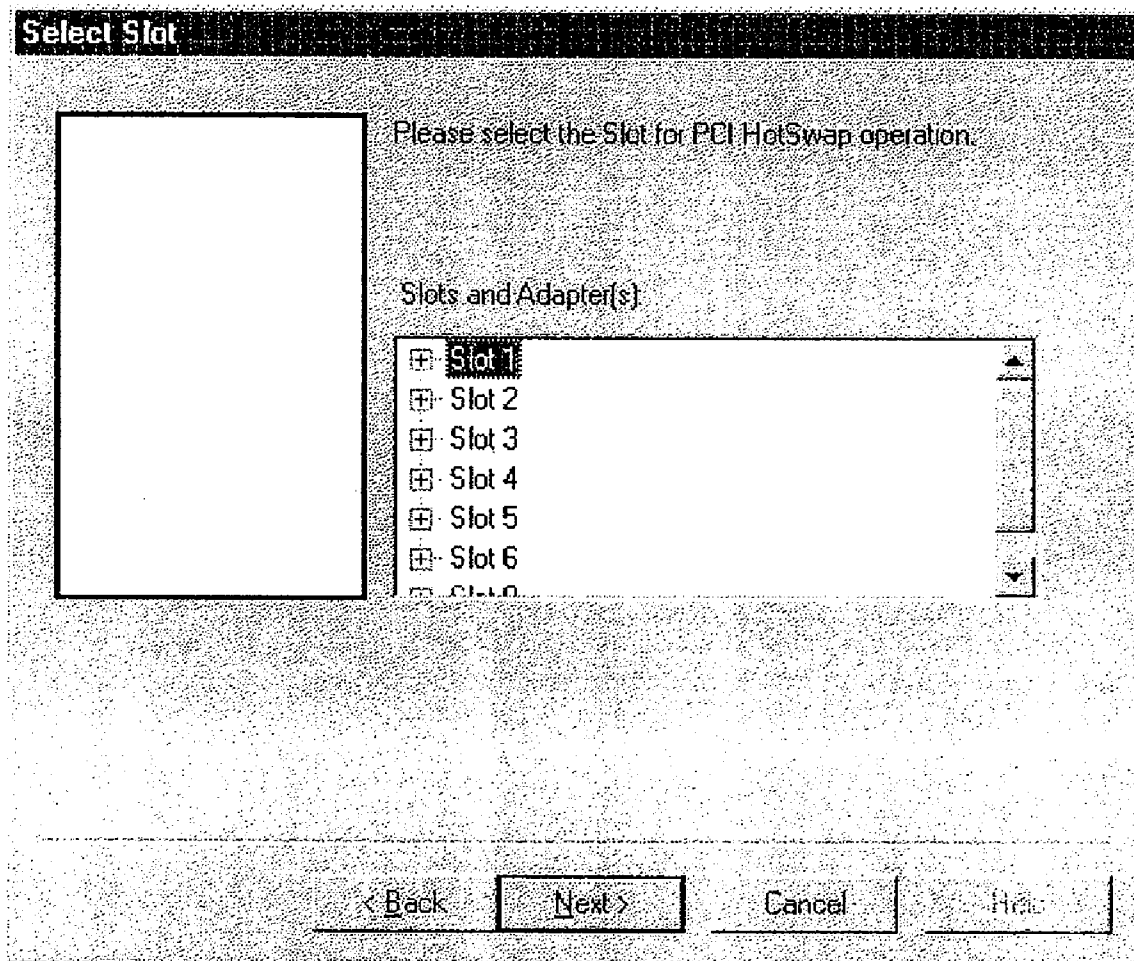 Select Slot
Please select the Slot for PCI HotSwap operation.
Slots and Adapter(s)
Slot 1
Slot 2
Slot 3
Slot 4
Slot 5
Slot 6
< Back
Next >
Cancel
Help